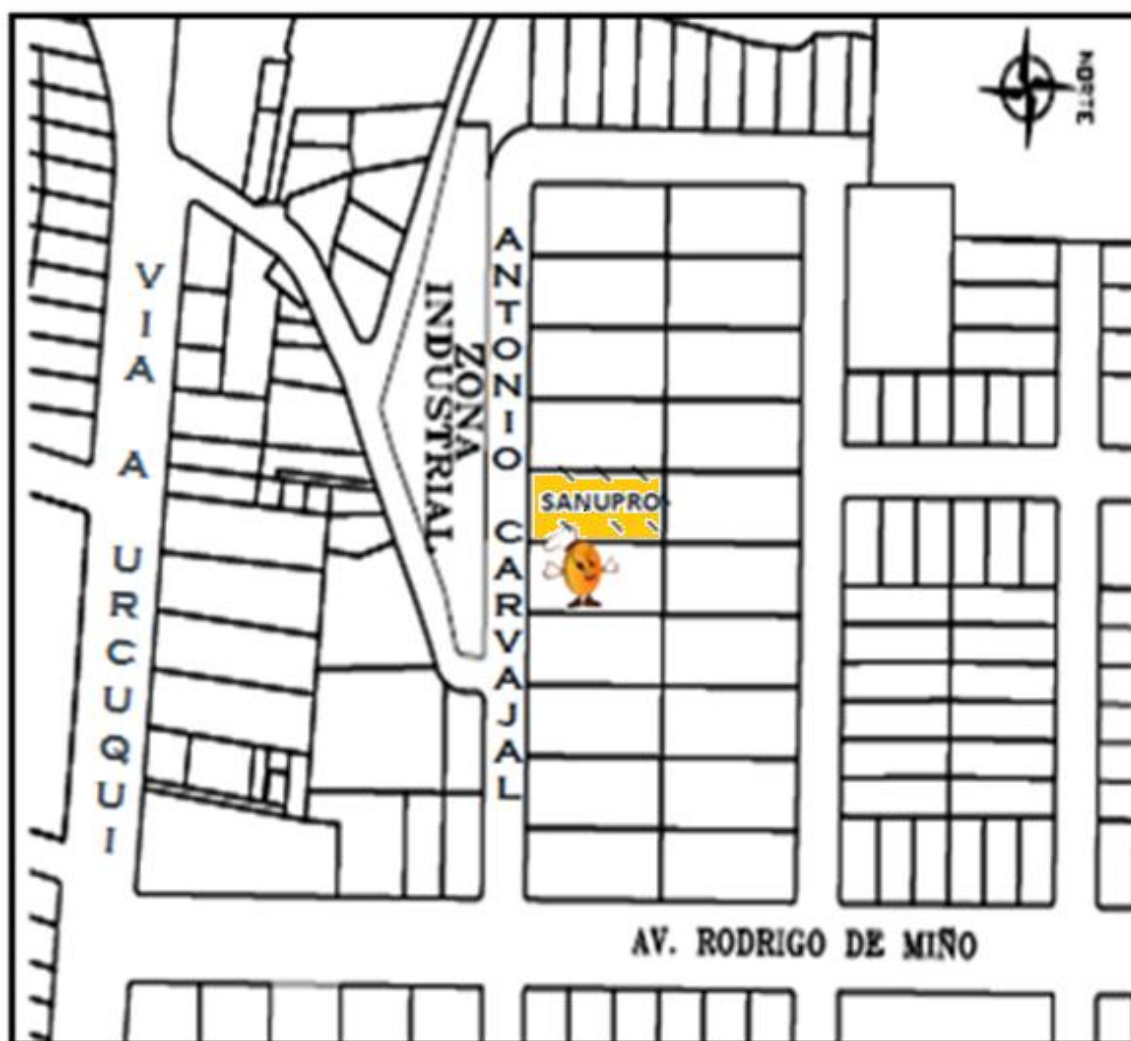 NORTE
VIA A URCUQUI
ZONA
INDUSTRIAL
ANTONIO CARVAJAL
SANUPRO
AV. RODRIGO DE MIÑO